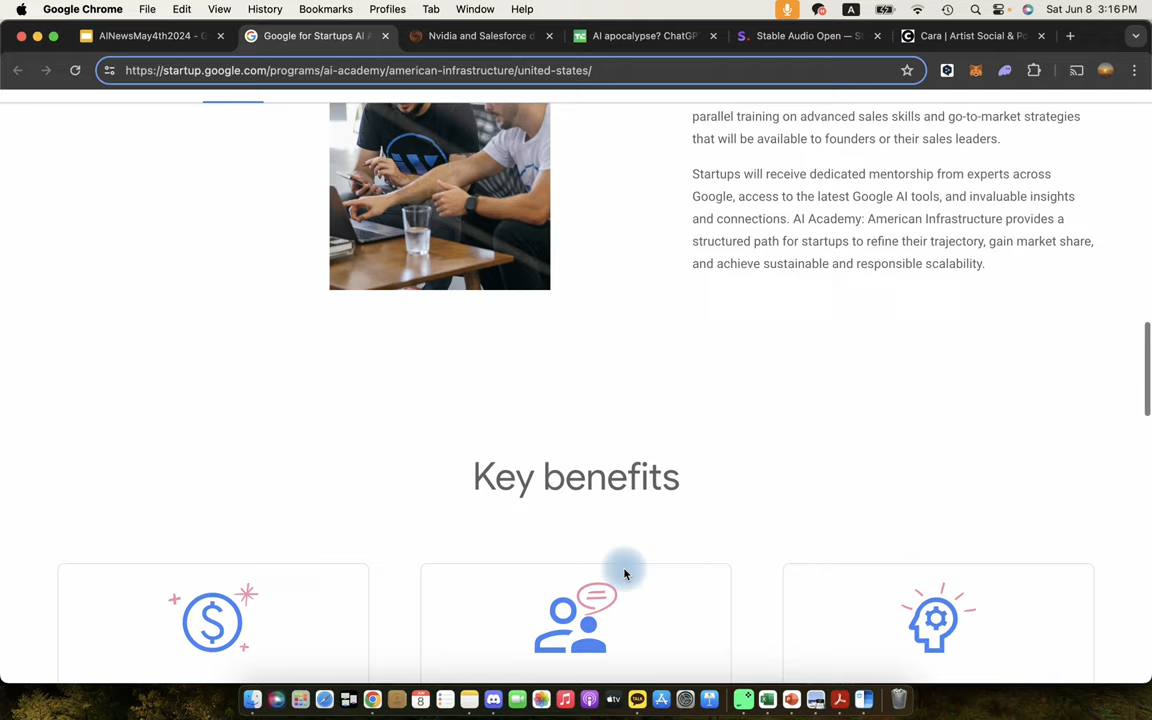 Google Chrome File Edit View History Bookmarks Profiles Tab Window Help A Sat Jun 8 3:16 PM
AINewsMay4th2024 - G Google for Startups AI A Nvidia and Salesforce d AI apocalypse? ChatGP Stable Audio Open — St Cara | Artist Social & Po
https://startup.google.com/programs/ai-academy/american-infrastructure/united-states/
parallel training on advanced sales skills and go-to-market strategies
that will be available to founders or their sales leaders.
Startups will receive dedicated mentorship from experts across
Google, access to the latest Google AI tools, and invaluable insights
and connections. AI Academy: American Infrastructure provides a
structured path for startups to refine their trajectory, gain market share,
and achieve sustainable and responsible scalability.
Key benefits